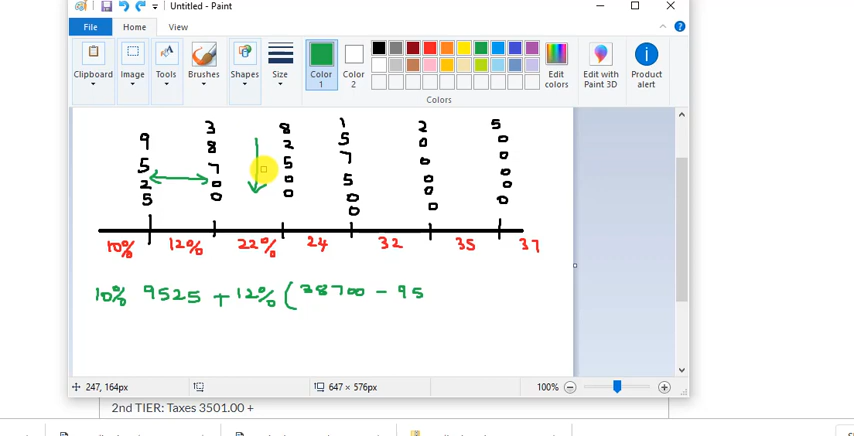 Untitled - Paint
File Home View
Clipboard Image Tools Brushes Shapes Size Color 1 Color 2 Edit colors Edit with Paint 3D Product alert
Colors
9525 38700 82500 157500 200000 500000
10% 12% 22% 24 32 35 37
10% 9525 + 12% ( 38700 - 95
247, 164px 647 × 576px 100%
2nd TIER: Taxes 3501.00 +